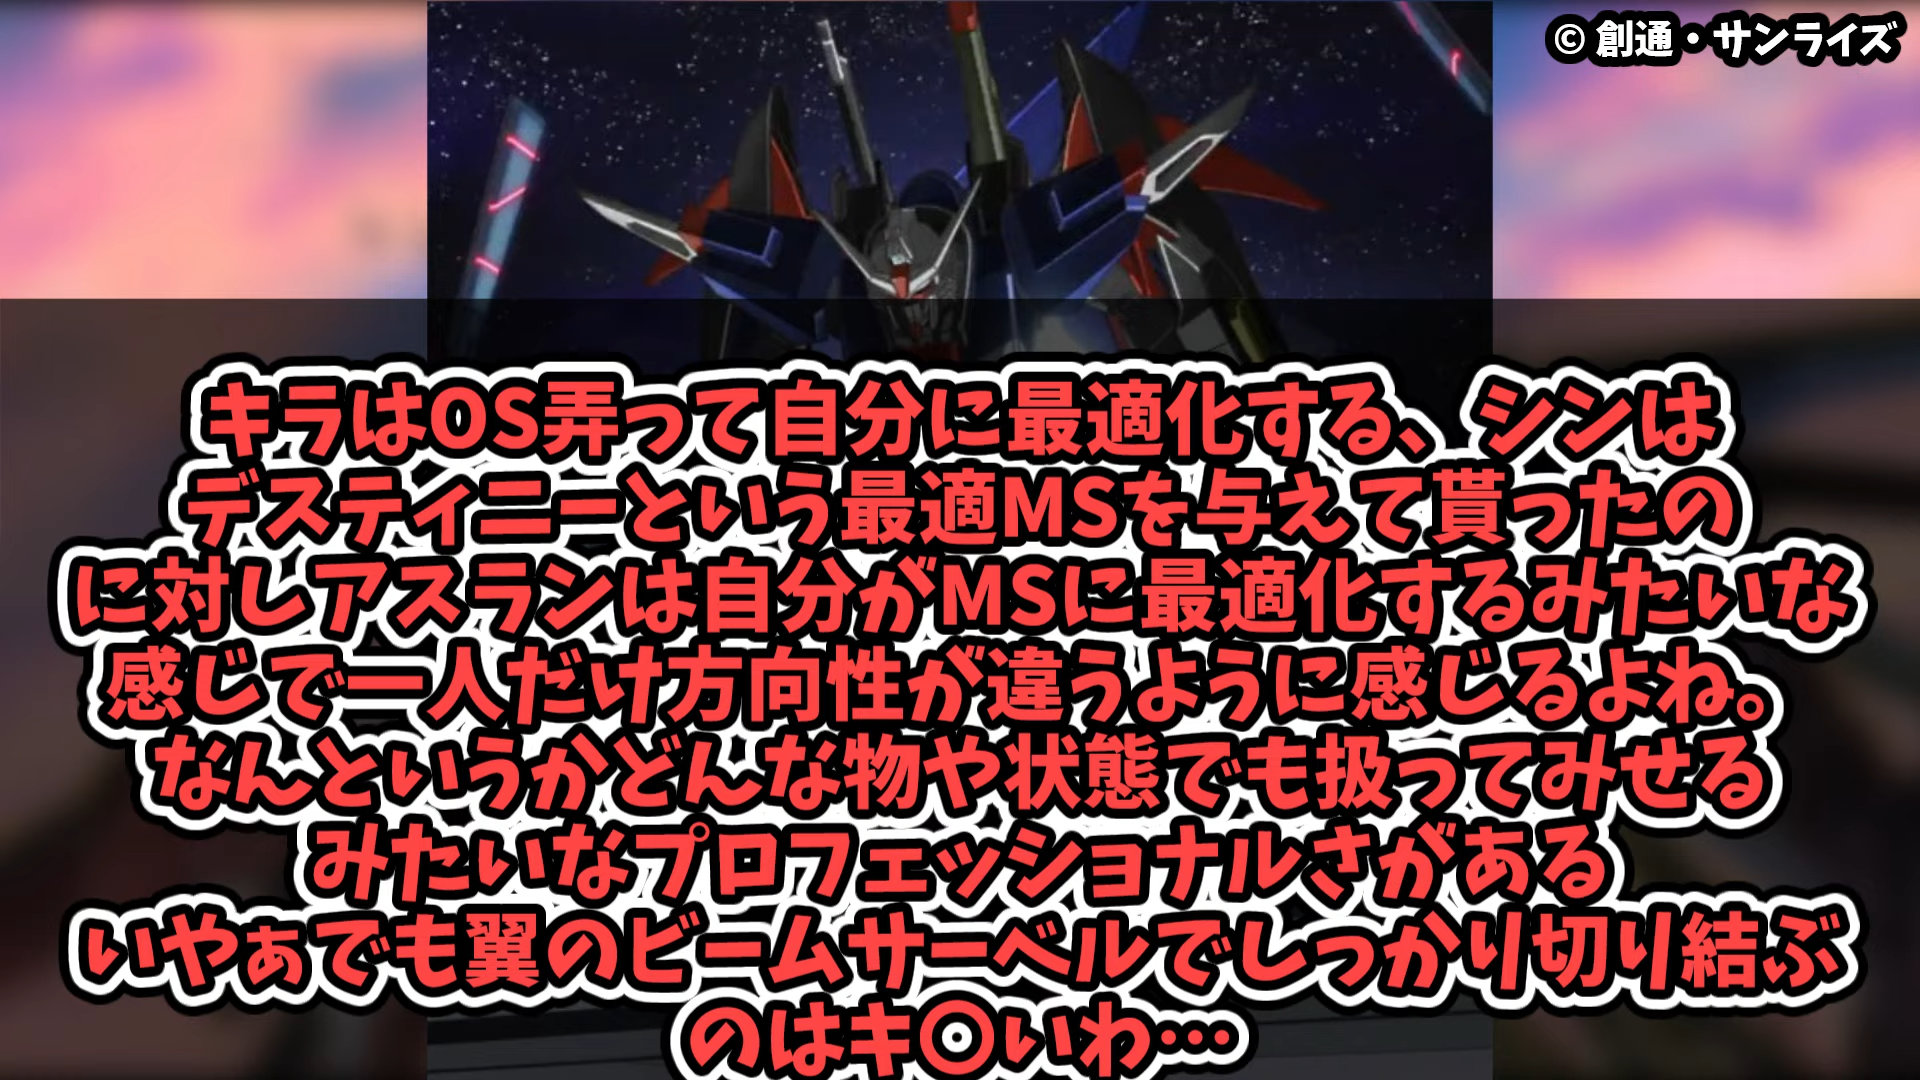 © 創通・サンライズ
キラはOS弄って自分に最適化する、シンは
デスティニーという最適MSを与えて貰ったの
に対しアスランは自分がMSに最適化するみたいな
感じで一人だけ方向性が違うように感じるよね。
なんというかどんな物や状態でも扱ってみせる
みたいなプロフェッショナルさがある
いやぁでも翼のビームサーベルでしっかり切り結ぶ
のはキ〇いわ…